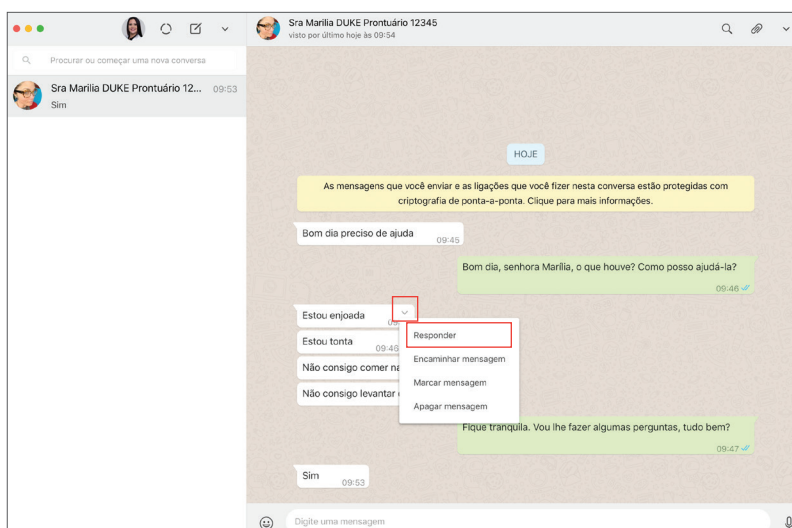 Sra Marilia DUKE Prontuário 12345
visto por último hoje às 09:54
Procurar ou começar uma nova conversa
Sra Marilia DUKE Prontuário 12... 09:53
Sim
HOJE
As mensagens que você enviar e as ligações que você fizer nesta conversa estão protegidas com
criptografia de ponta-a-ponta. Clique para mais informações.
Bom dia preciso de ajuda
09:45
Bom dia, senhora Marília, o que houve? Como posso ajudá-la?
09:46
Estou enjoada
Responder
Estou tonta
09:46
Encaminhar mensagem
Não consigo comer
Marcar mensagem
Não consigo levantar
Apagar mensagem
Fique tranquila. Vou lhe fazer algumas perguntas, tudo bem?
09:47
Sim
09:53
Digite uma mensagem